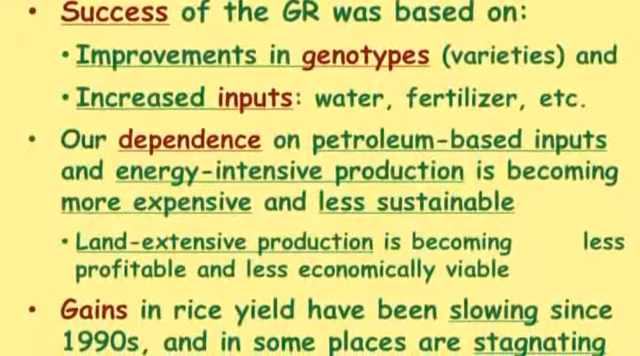 • Success of the GR was based on:
• Improvements in genotypes (varieties) and
• Increased inputs: water, fertilizer, etc.
• Our dependence on petroleum-based inputs
and energy-intensive production is becoming
more expensive and less sustainable
• Land-extensive production is becoming less
profitable and less economically viable
• Gains in rice yield have been slowing since
1990s, and in some places are stagnating